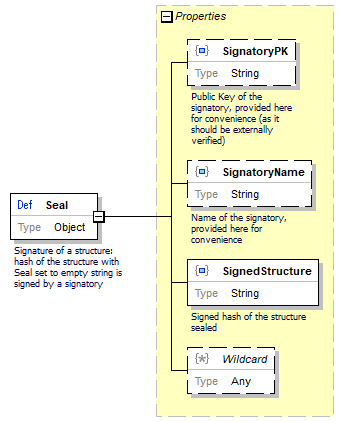 Properties
{} SignatoryPK
Type String
Public Key of the
signatory, provided here
for convenience (as it
should be externally
verified)
{} SignatoryName
Type String
Name of the signatory,
provided here for
convenience
Def Seal
Type Object
Signature of a structure:
hash of the structure with
Seal set to empty string is
signed by a signatory
{} SignedStructure
Type String
Signed hash of the structure
sealed
{*} Wildcard
Type Any